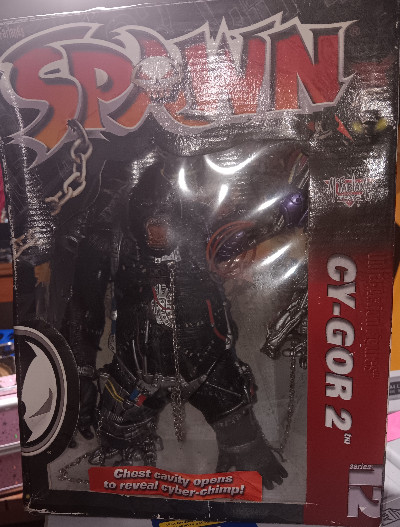 SPAWN
CY-GOR 2
series 12
Chest cavity opens
to reveal cyber-chimp!